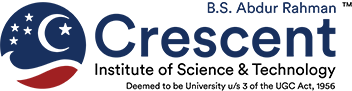 B.S. Abdur Rahman ™
Crescent
Institute of Science & Technology
Deemed to be University u/s 3 of the UGC Act, 1956